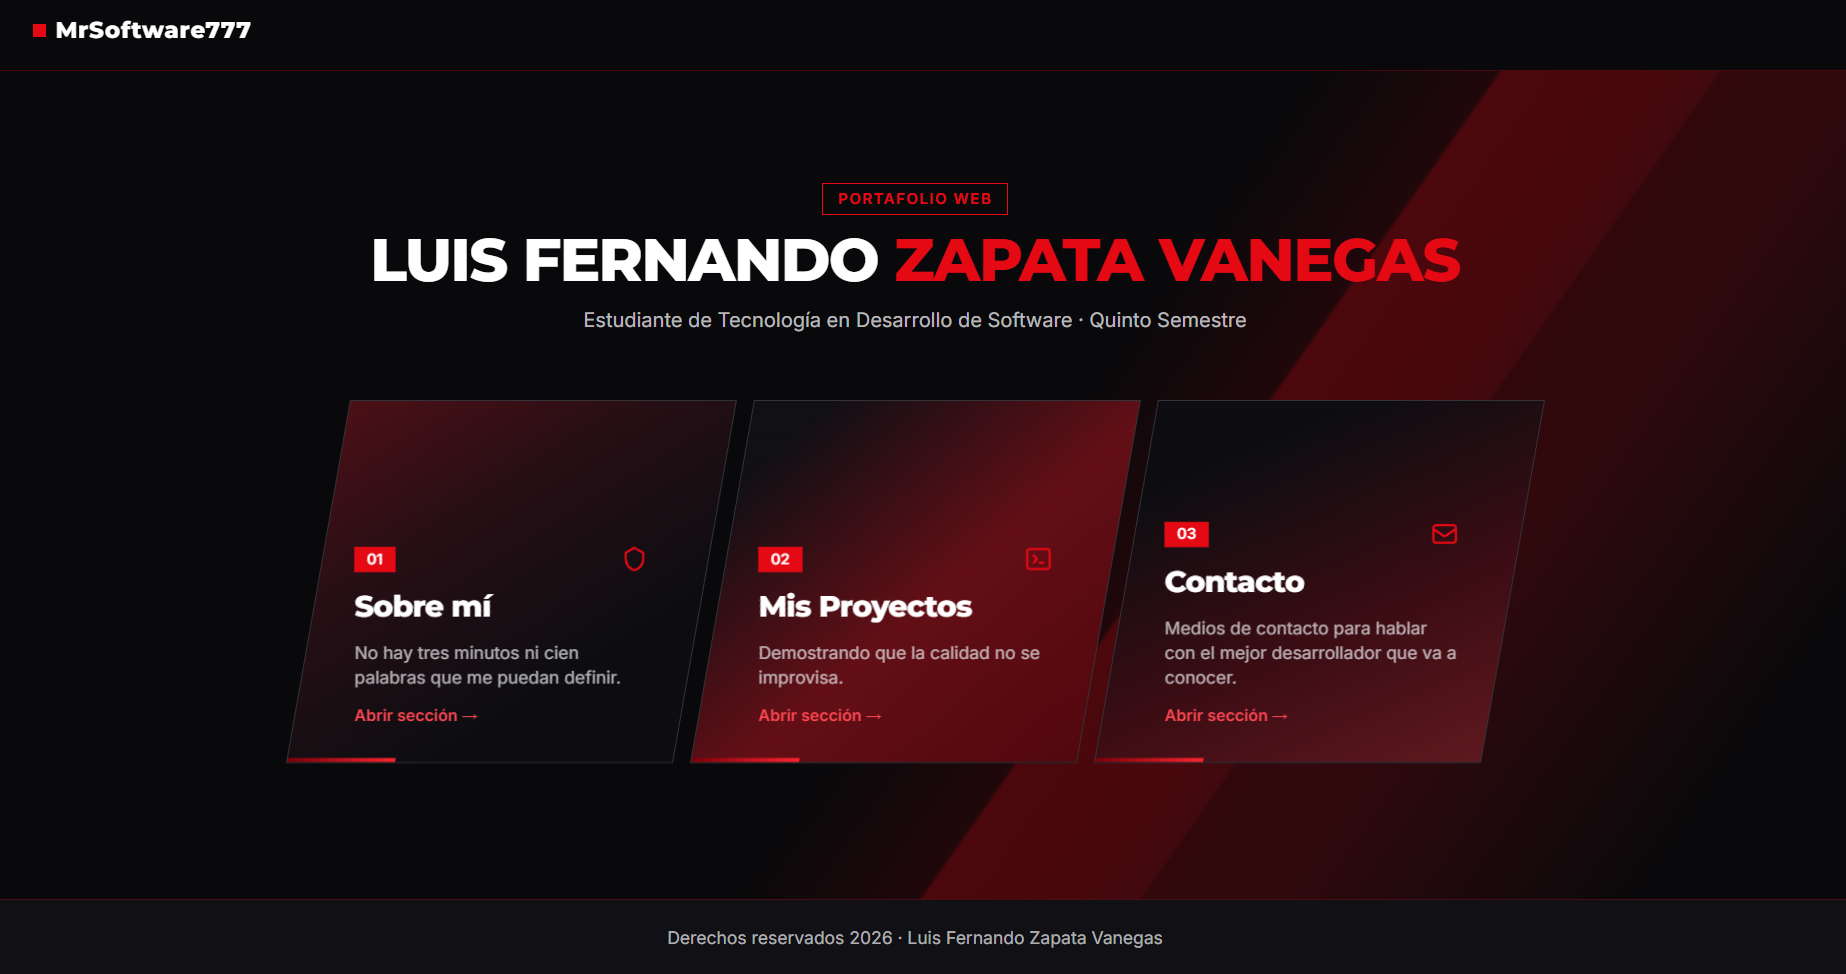 MrSoftware777
PORTAFOLIO WEB
LUIS FERNANDO ZAPATA VANEGAS
Estudiante de Tecnología en Desarrollo de Software · Quinto Semestre
01
Sobre mí
No hay tres minutos ni cien
palabras que me puedan definir.
Abrir sección →
02
Mis Proyectos
Demostrando que la calidad no se
improvisa.
Abrir sección →
03
Contacto
Medios de contacto para hablar
con el mejor desarrollador que va a
conocer.
Abrir sección →
Derechos reservados 2026 · Luis Fernando Zapata Vanegas